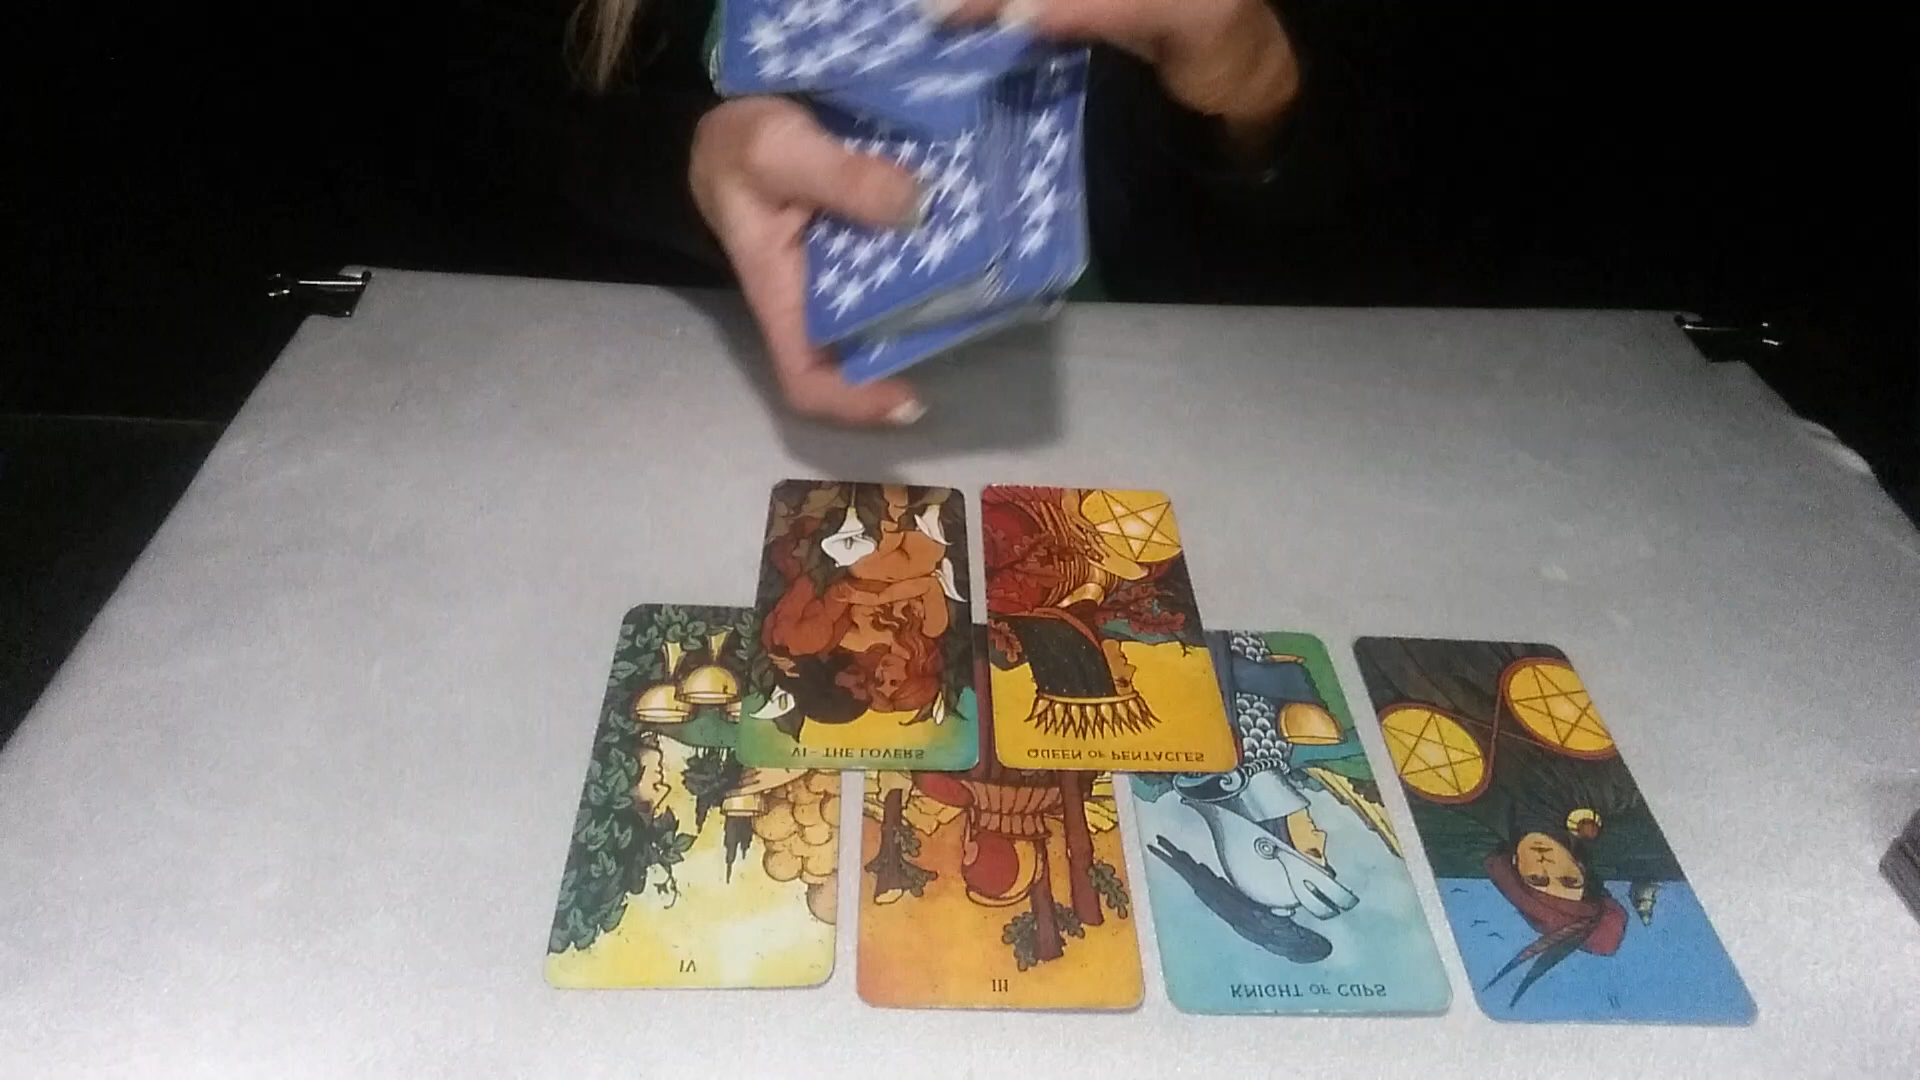 VI - THE LOVERS
QUEEN OF PENTACLES
IV
III
KNIGHT OF CUPS
II